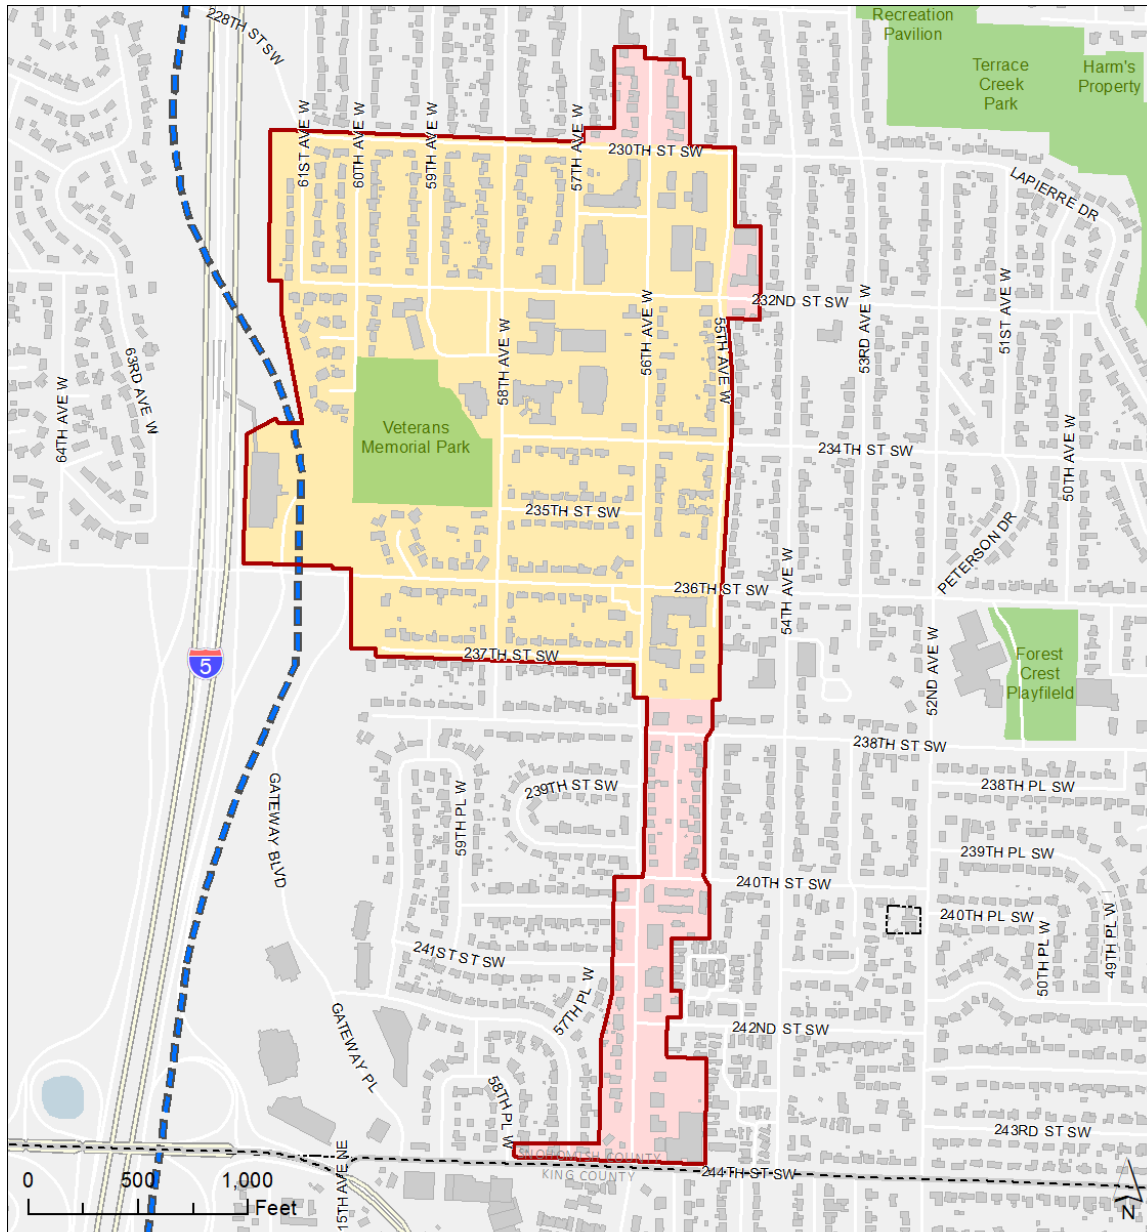 Recreation
Pavilion
228TH ST SW
Terrace
Creek
Park
Harm's
Property
61ST AVE W
60TH AVE W
59TH AVE W
57TH AVE W
230TH ST SW
LAPIERRE DR
232ND ST SW
51ST AVE W
53RD AVE W
56TH AVE W
55TH AVE W
58TH AVE W
63RD AVE W
64TH AVE W
Veterans
Memorial Park
234TH ST SW
50TH AVE W
235TH ST SW
PETERSON DR
236TH ST SW
54TH AVE W
237TH ST SW
5
52ND AVE W
Forest
Crest
Playfileld
238TH ST SW
239TH ST SW
238TH PL SW
GATEWAY BLVD
59TH PL W
239TH PL SW
240TH ST SW
240TH PL SW
49TH PL W
50TH PL W
241ST ST SW
57TH PL W
242ND ST SW
GATEWAY PL
58TH PL W
243RD ST SW
SNOHOMISH COUNTY
KING COUNTY
244TH ST SW
15TH AVE NE
0 500 1,000
Feet
N